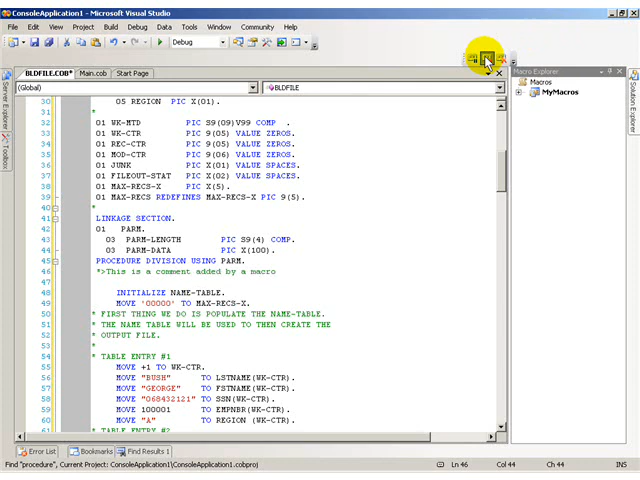 ConsoleApplication1 - Microsoft Visual Studio
File Edit View Project Build Debug Data Tools Window Community Help
Debug
BLDFILE.COB* Main.cob Start Page
Macro Explorer
(Global) BLDFILE
Macros
MyMacros
Server Explorer
Toolbox
Solution Explorer
30 05 REGION PIC X(01).
31 *
32 01 WK-MTD PIC S9(09)V99 COMP .
33 01 WK-CTR PIC 9(05) VALUE ZEROS.
34 01 REC-CTR PIC 9(05) VALUE ZEROS.
35 01 MOD-CTR PIC 9(06) VALUE ZEROS.
36 01 JUNK PIC X(01) VALUE SPACES.
37 01 FILEOUT-STAT PIC X(02) VALUE SPACES.
38 01 MAX-RECS-X PIC X(5).
39 01 MAX-RECS REDEFINES MAX-RECS-X PIC 9(5).
40 *
41 LINKAGE SECTION.
42 01 PARM.
43 03 PARM-LENGTH PIC S9(4) COMP.
44 03 PARM-DATA PIC X(100).
45 PROCEDURE DIVISION USING PARM.
46 *>This is a comment added by a macro
47
48 INITIALIZE NAME-TABLE.
49 MOVE '00000' TO MAX-RECS-X.
50 * FIRST THING WE DO IS POPULATE THE NAME-TABLE.
51 * THE NAME TABLE WILL BE USED TO THEN CREATE THE
52 * OUTPUT FILE.
53 *
54 * TABLE ENTRY #1
55 MOVE +1 TO WK-CTR.
56 MOVE "BUSH" TO LSTNAME(WK-CTR).
57 MOVE "GEORGE" TO FSTNAME(WK-CTR).
58 MOVE "068432121" TO SSN(WK-CTR).
59 MOVE 100001 TO EMPNBR(WK-CTR).
60 MOVE "A" TO REGION (WK-CTR).
61 * TABLE ENTRY #2
Error List Bookmarks Find Results 1
Find "procedure", Current Project: ConsoleApplication1\ConsoleApplication1.cobproj Ln 46 Col 44 Ch 44 INS